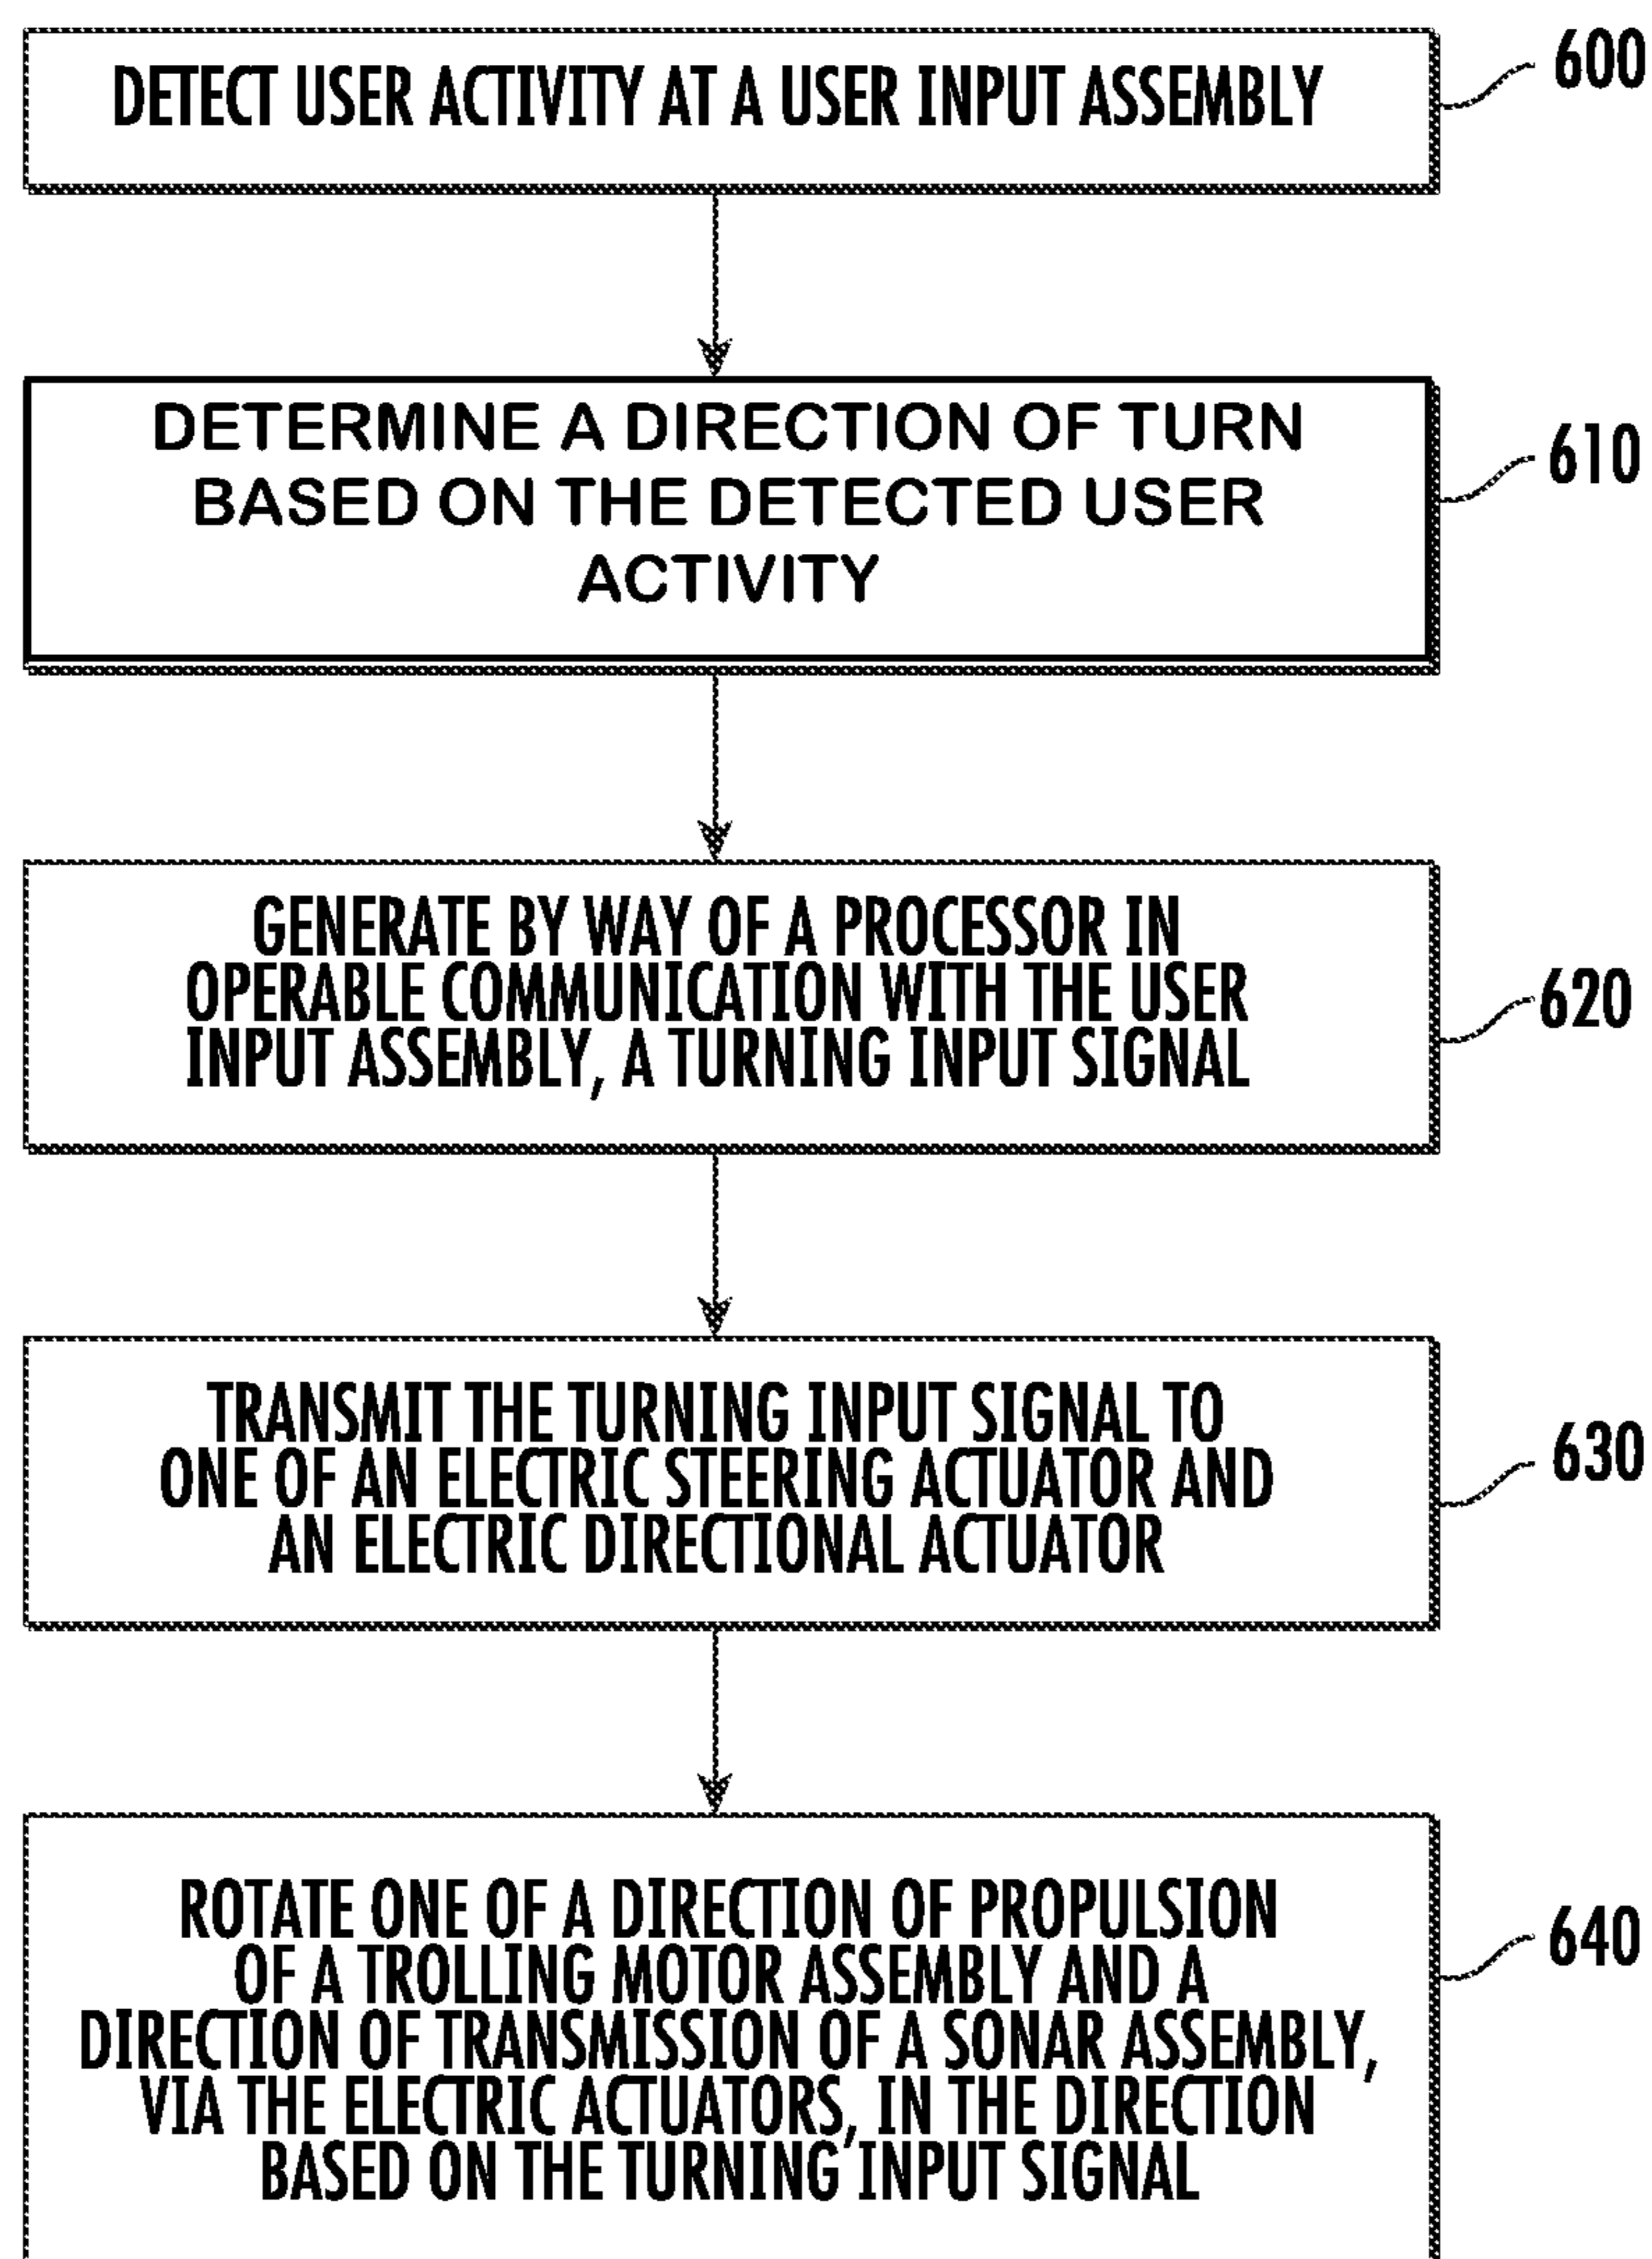 DETECT USER ACTIVITY AT A USER INPUT ASSEMBLY
600
DETERMINE A DIRECTION OF TURN
BASED ON THE DETECTED USER
ACTIVITY
610
GENERATE BY WAY OF A PROCESSOR IN
OPERABLE COMMUNICATION WITH THE USER
INPUT ASSEMBLY, A TURNING INPUT SIGNAL
620
TRANSMIT THE TURNING INPUT SIGNAL TO
ONE OF AN ELECTRIC STEERING ACTUATOR AND
AN ELECTRIC DIRECTIONAL ACTUATOR
630
ROTATE ONE OF A DIRECTION OF PROPULSION
OF A TROLLING MOTOR ASSEMBLY AND A
DIRECTION OF TRANSMISSION OF A SONAR ASSEMBLY,
VIA THE ELECTRIC ACTUATORS, IN THE DIRECTION
BASED ON THE TURNING INPUT SIGNAL
640